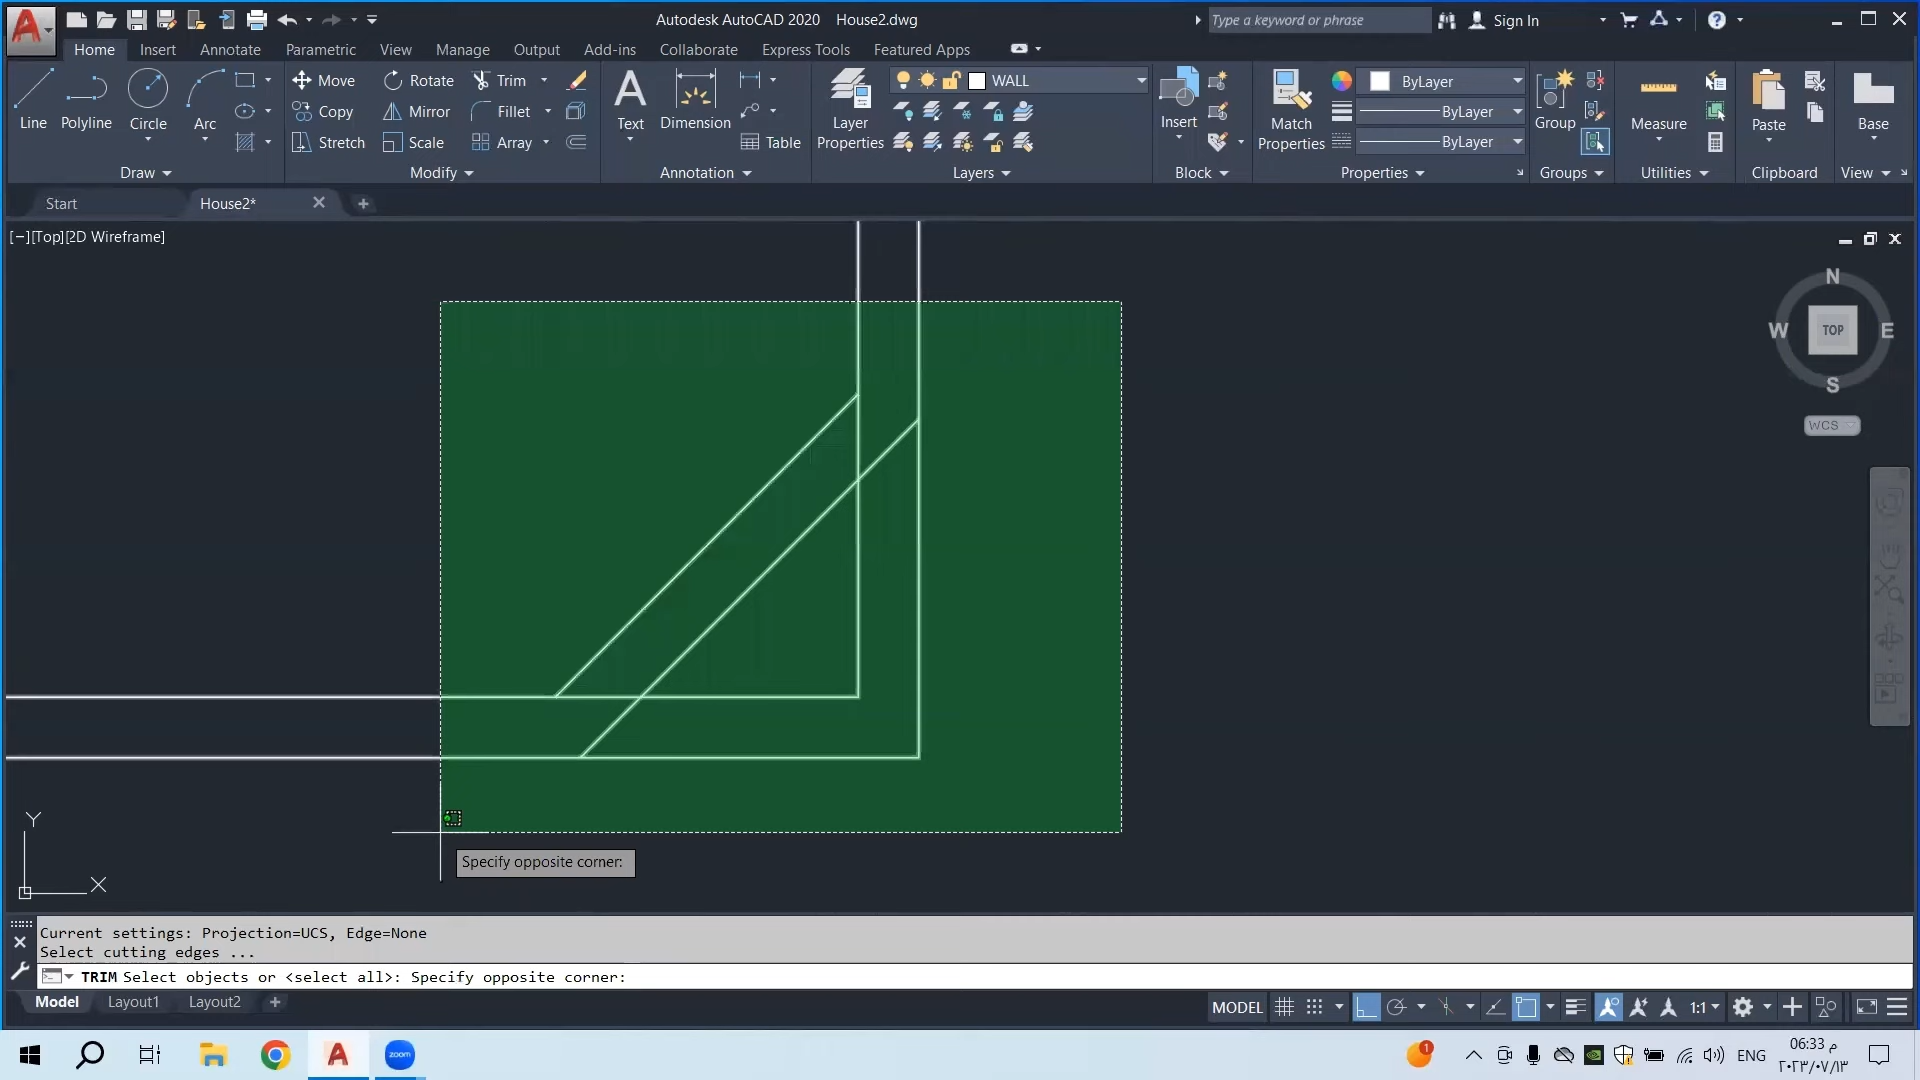 Autodesk AutoCAD 2020 House2.dwg
Type a keyword or phrase
Sign In
Home Insert Annotate Parametric View Manage Output Add-ins Collaborate Express Tools Featured Apps
Line Polyline Circle Arc
Move Rotate Trim
Copy Mirror Fillet
Stretch Scale Array
Text Dimension
Table
Layer Properties
WALL
Insert
Match Properties
ByLayer
ByLayer
ByLayer
Group
Measure
Paste
Base
Draw Modify Annotation Layers Block Properties Groups Utilities Clipboard View
Start House2*
[−][Top][2D Wireframe]
N
W TOP E
S
WCS
Specify opposite corner:
Y
X
Current settings: Projection=UCS, Edge=None
Select cutting edges ...
TRIM Select objects or <select all>: Specify opposite corner:
Model Layout1 Layout2
MODEL 1:1
zoom
1
ENG
06:33 م
٢٠٢٣/٠٧/١٣